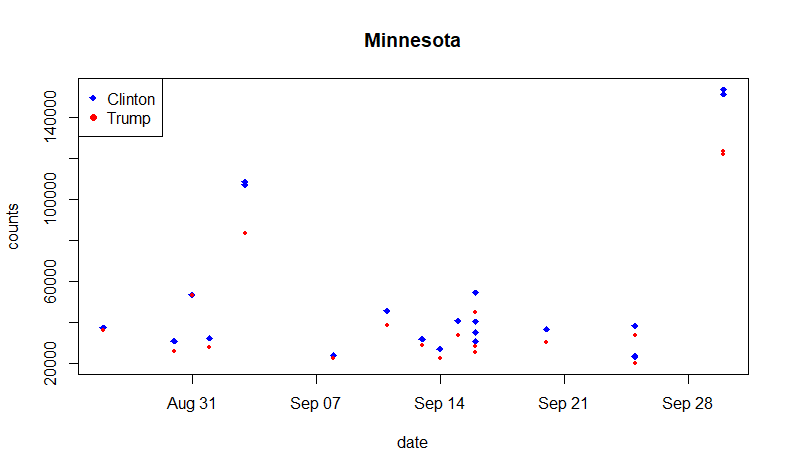 Minnesota
Clinton
Trump
counts
140000
100000
60000
20000
Aug 31 Sep 07 Sep 14 Sep 21 Sep 28
date